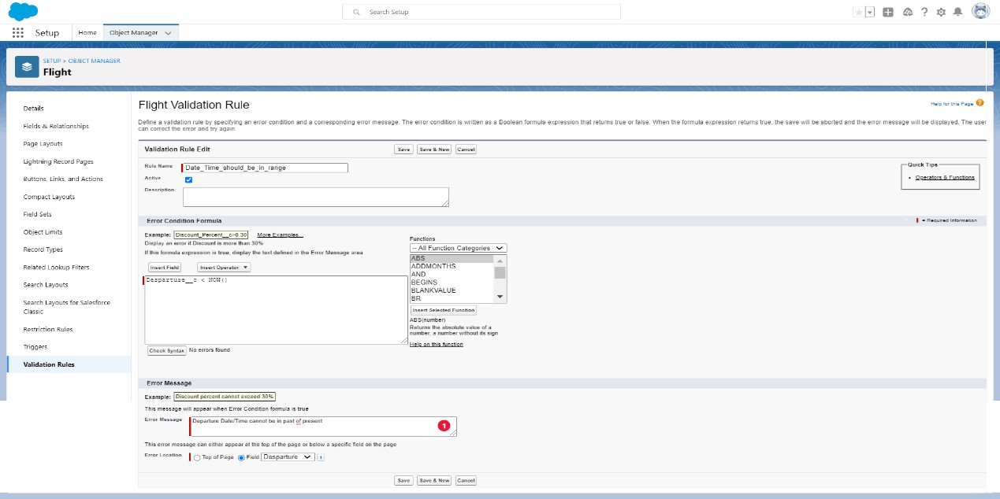 Search Setup
Setup
Home
Object Manager
SETUP > OBJECT MANAGER
Flight
Details
Fields & Relationships
Page Layouts
Lightning Record Pages
Buttons, Links, and Actions
Compact Layouts
Field Sets
Object Limits
Record Types
Related Lookup Filters
Search Layouts
Search Layouts for Salesforce
Classic
Restriction Rules
Triggers
Validation Rules
Flight Validation Rule
Help for this Page ?
Define a validation rule by specifying an error condition and a corresponding error message. The error condition is written as a Boolean formula expression that returns true or false. When the formula expression returns true, the save will be aborted and the error message will be displayed. The user
can correct the error and try again.
Validation Rule Edit
Save
Save & New
Cancel
Rule Name
Date_Time_should_be_in_range
Active
Description
Quick Tips
• Operators & Functions
Error Condition Formula
= Required Information
Example: Discount_Percent__c>0.30 More Examples...
Display an error if Discount is more than 30%
If this formula expression is true, display the text defined in the Error Message area
Insert Field
Insert Operator
Desparture__c < NOW()
Functions
-- All Function Categories -
ABS
ADDMONTHS
AND
BEGINS
BLANKVALUE
BR
Insert Selected Function
ABS(number)
Returns the absolute value of a
number, a number without its sign
Help on this function
Check Syntax No errors found
Error Message
Example: Discount percent cannot exceed 30%
This message will appear when Error Condition formula is true
Error Message
Departure Date/Time cannot be in past of present
1
This error message can either appear at the top of the page or below a specific field on the page
Error Location
Top of Page
Field
Desparture
i
Save
Save & New
Cancel